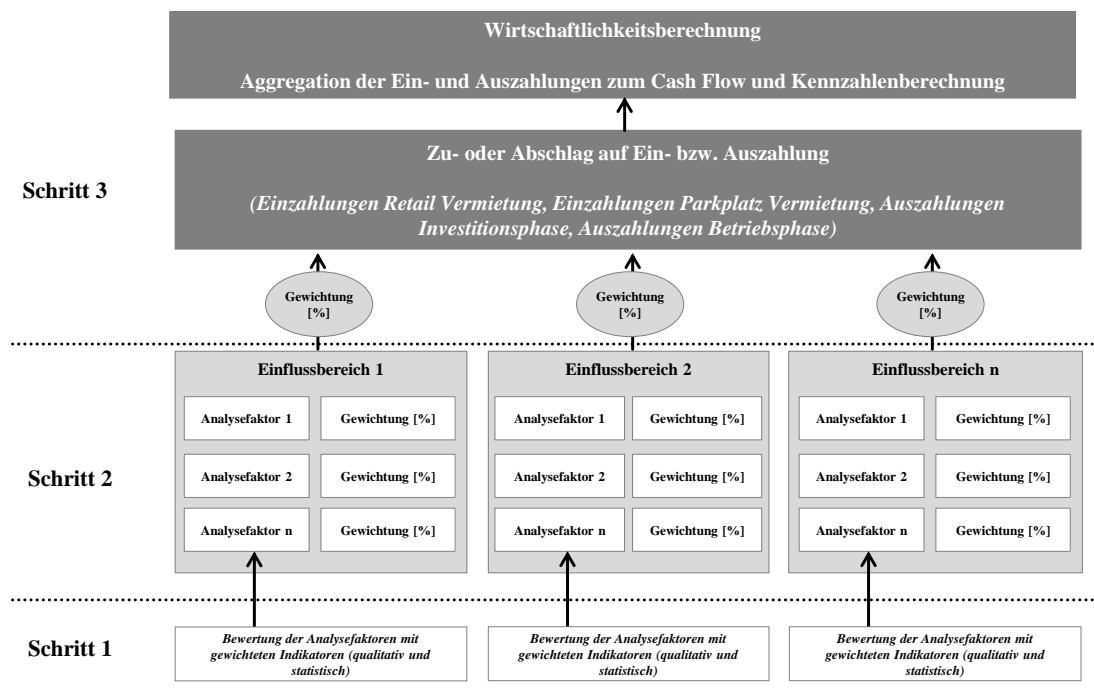 Wirtschaftlichkeitsberechnung
Aggregation der Ein- und Auszahlungen zum Cash Flow und Kennzahlenberechnung
Schritt 3
Zu- oder Abschlag auf Ein- bzw. Auszahlung
(Einzahlungen Retail Vermietung, Einzahlungen Parkplatz Vermietung, Auszahlungen
Investitionsphase, Auszahlungen Betriebsphase)
Gewichtung
[%]
Gewichtung
[%]
Gewichtung
[%]
Schritt 2
Einflussbereich 1
Analysefaktor 1
Gewichtung [%]
Analysefaktor 2
Gewichtung [%]
Analysefaktor n
Gewichtung [%]
Einflussbereich 2
Analysefaktor 1
Gewichtung [%]
Analysefaktor 2
Gewichtung [%]
Analysefaktor n
Gewichtung [%]
Einflussbereich n
Analysefaktor 1
Gewichtung [%]
Analysefaktor 2
Gewichtung [%]
Analysefaktor n
Gewichtung [%]
Schritt 1
Bewertung der Analysefaktoren mit
gewichteten Indikatoren (qualitativ und
statistisch)
Bewertung der Analysefaktoren mit
gewichteten Indikatoren (qualitativ und
statistisch)
Bewertung der Analysefaktoren mit
gewichteten Indikatoren (qualitativ und
statistisch)